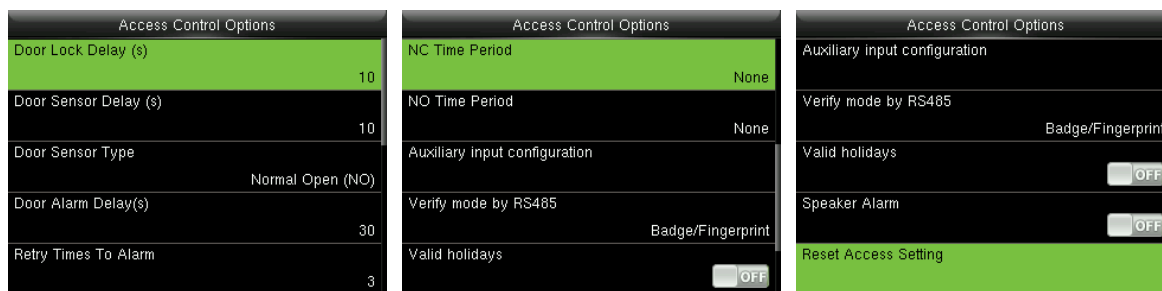 Access Control Options
Door Lock Delay (s)
10
Door Sensor Delay (s)
10
Door Sensor Type
Normal Open (NO)
Door Alarm Delay(s)
30
Retry Times To Alarm
3
Access Control Options
NC Time Period
None
NO Time Period
None
Auxiliary input configuration
Verify mode by RS485
Badge/Fingerprint
Valid holidays
OFF
Access Control Options
Auxiliary input configuration
Verify mode by RS485
Badge/Fingerprint
Valid holidays
OFF
Speaker Alarm
OFF
Reset Access Setting